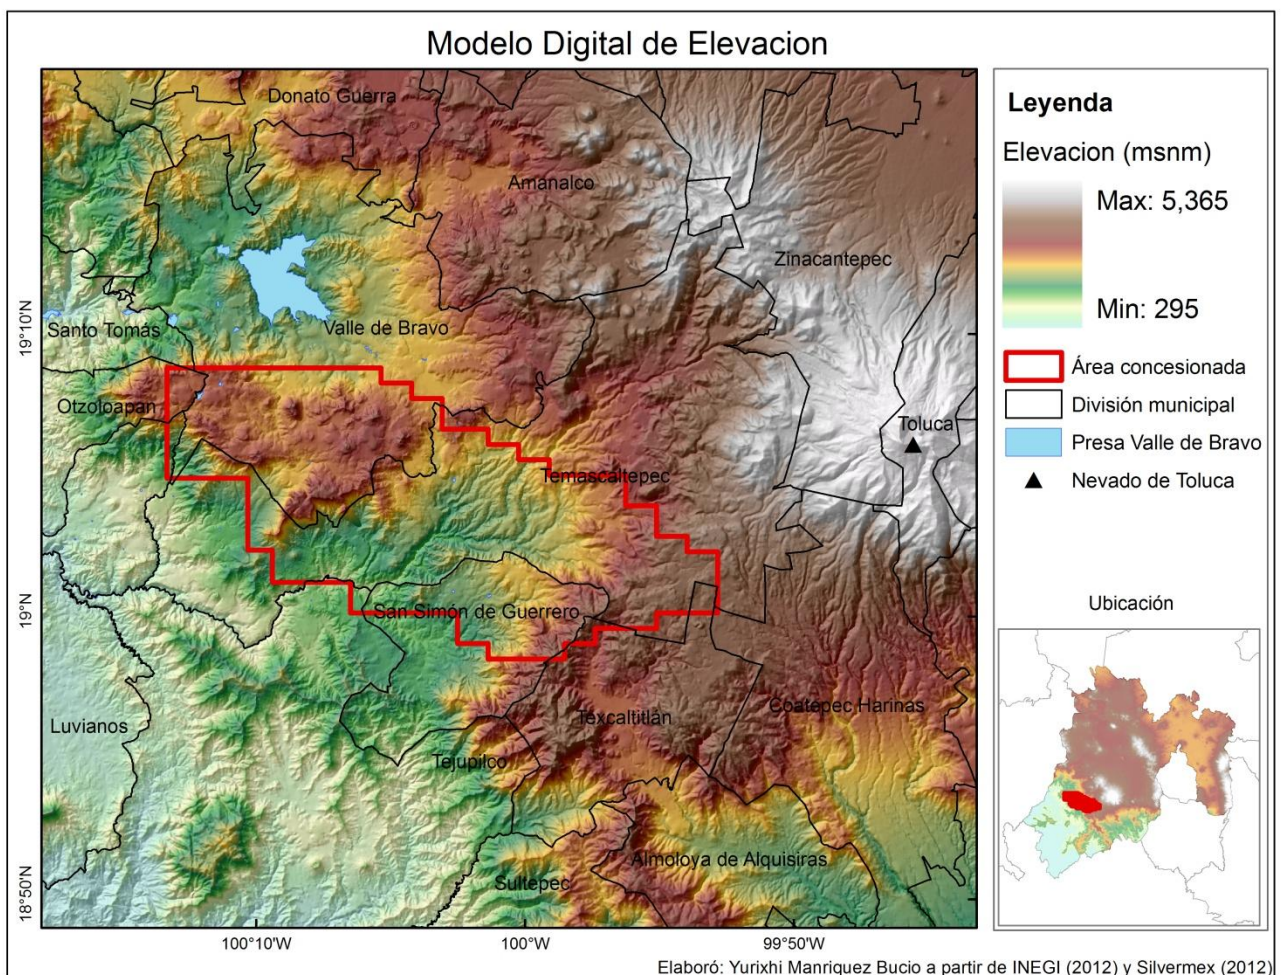 Modelo Digital de Elevacion
Donato Guerra
Amanalco
Zinacantepec
Santo Tomás
Valle de Bravo
Otzoloapan
Toluca
Temascaltepec
San Simón de Guerrero
Luvianos
Texcaltitlán
Coatepec Harinas
Tejupilco
Almoloya de Alquisiras
Sultepec
19°10'N
19°N
18°50'N
100°10'W
100°W
99°50'W
Leyenda
Elevacion (msnm)
Max: 5,365
Min: 295
Área concesionada
División municipal
Presa Valle de Bravo
Nevado de Toluca
Ubicación
Elaboró: Yurixhi Manriquez Bucio a partir de INEGI (2012) y Silvermex (2012)